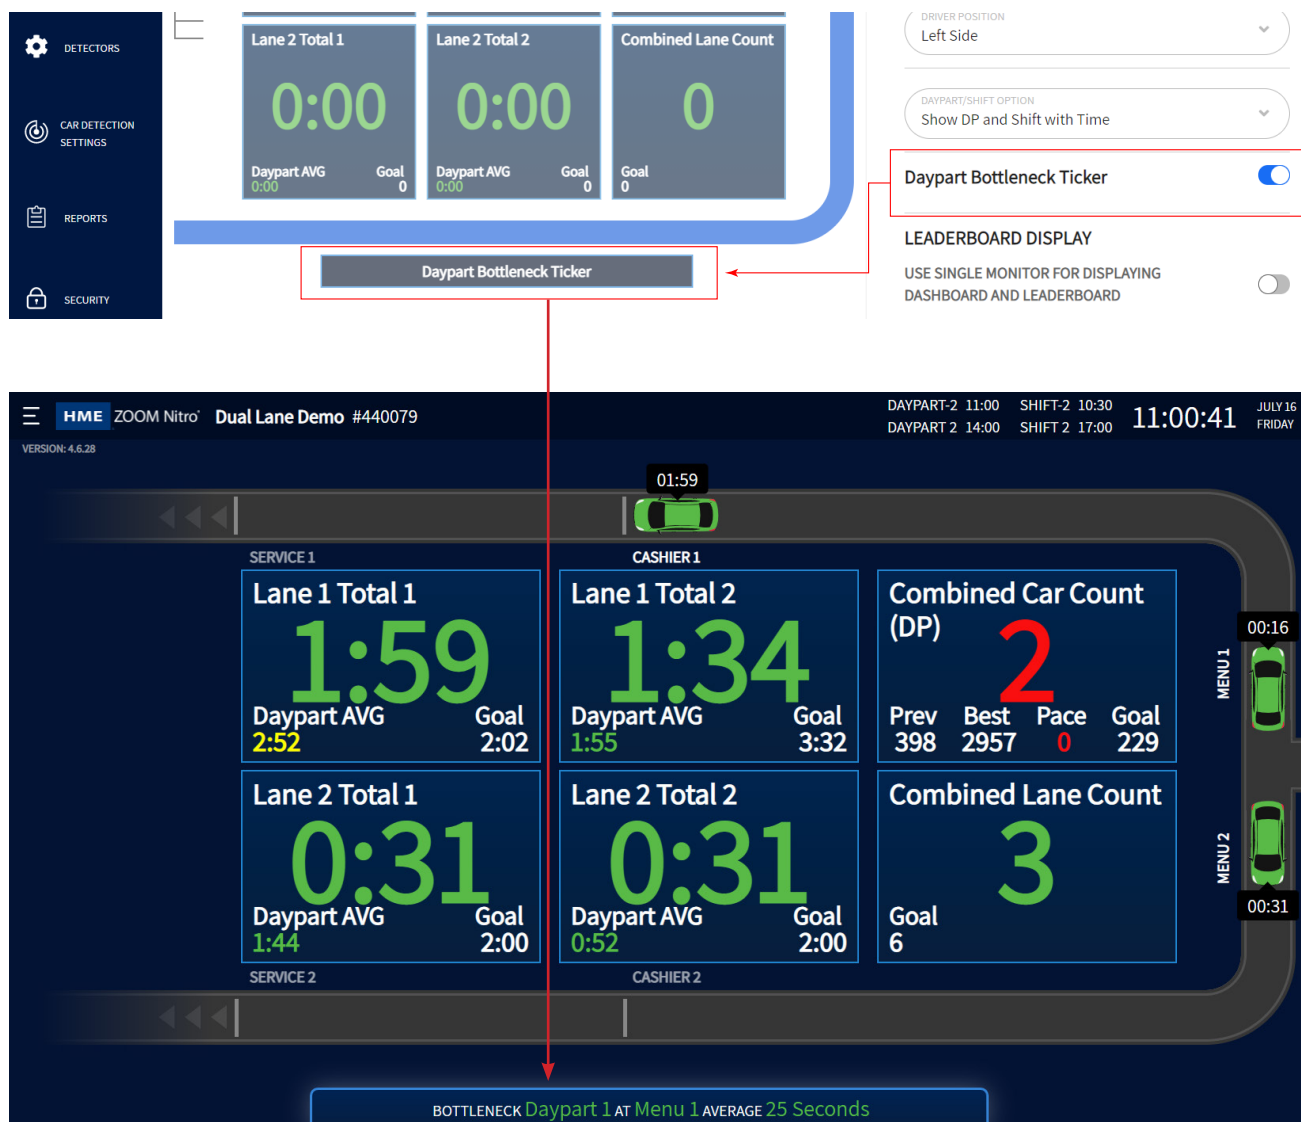 DETECTORS
CAR DETECTION
SETTINGS
REPORTS
SECURITY
Lane 2 Total 1
0:00
Daypart AVG Goal
0:00 0
Lane 2 Total 2
0:00
Daypart AVG Goal
0:00 0
Combined Lane Count
0
Goal
0
Daypart Bottleneck Ticker
DRIVER POSITION
Left Side
DAYPART/SHIFT OPTION
Show DP and Shift with Time
Daypart Bottleneck Ticker
LEADERBOARD DISPLAY
USE SINGLE MONITOR FOR DISPLAYING
DASHBOARD AND LEADERBOARD
HME ZOOM Nitro® Dual Lane Demo #440079
DAYPART-2 11:00 SHIFT-2 10:30
DAYPART 2 14:00 SHIFT 2 17:00
11:00:41
JULY 16
FRIDAY
VERSION: 4.6.28
01:59
SERVICE 1
CASHIER 1
Lane 1 Total 1
1:59
Daypart AVG Goal
2:52 2:02
Lane 1 Total 2
1:34
Daypart AVG Goal
1:55 3:32
Combined Car Count
(DP)
2
Prev Best Pace Goal
398 2957 0 229
00:16
MENU 1
Lane 2 Total 1
0:31
Daypart AVG Goal
1:44 2:00
Lane 2 Total 2
0:31
Daypart AVG Goal
0:52 2:00
Combined Lane Count
3
Goal
6
MENU 2
00:31
SERVICE 2
CASHIER 2
BOTTLENECK Daypart 1 AT Menu 1 AVERAGE 25 Seconds